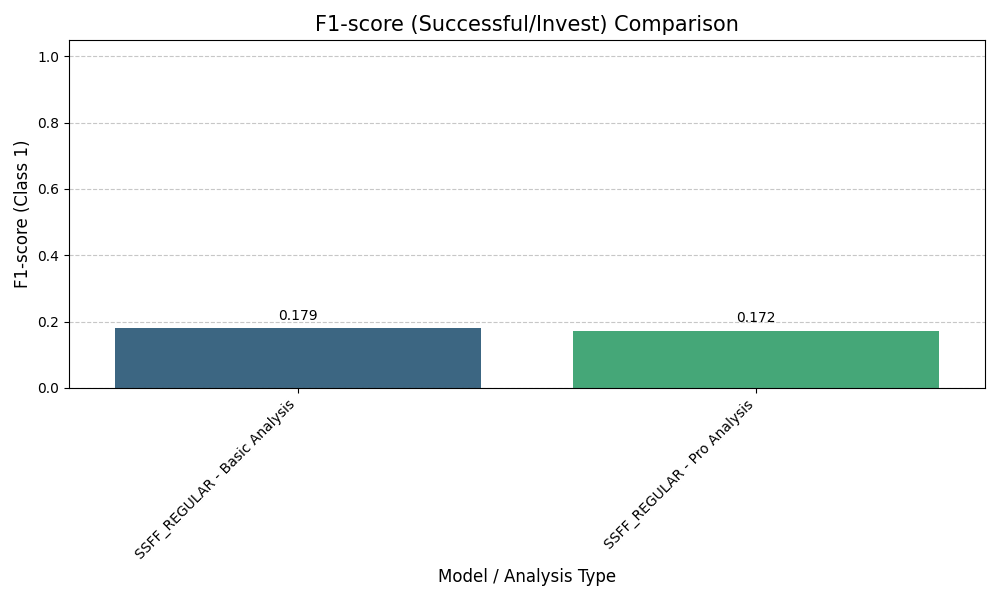 F1-score (Successful/Invest) Comparison
F1-score (Class 1)
1.0
0.8
0.6
0.4
0.2
0.0
0.179
0.172
SSFF_REGULAR - Basic Analysis
SSFF_REGULAR - Pro Analysis
Model / Analysis Type